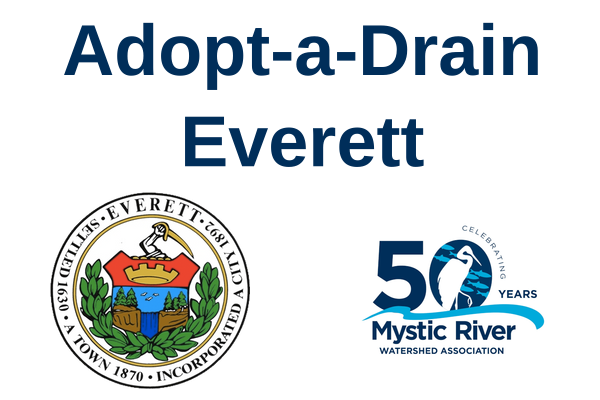 Adopt-a-Drain
Everett
• EVERETT •
SETTLED 1630 • A TOWN 1870 • INCORPORATED A CITY 1892
CELEBRATING
50
YEARS
Mystic River
WATERSHED ASSOCIATION